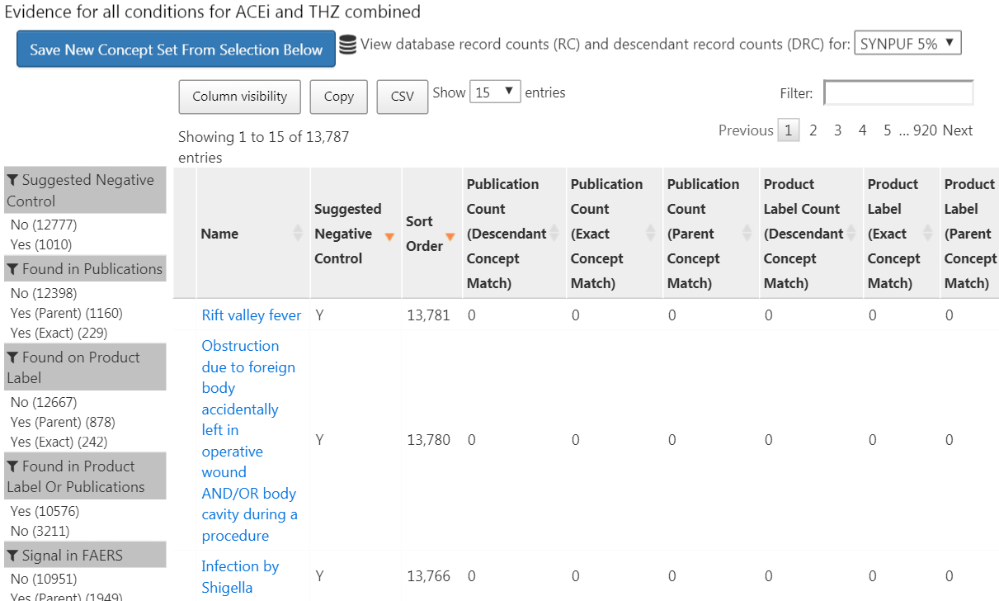 Evidence for all conditions for ACEi and THZ combined
Save New Concept Set From Selection Below
View database record counts (RC) and descendant record counts (DRC) for: SYNPUF 5%
Column visibility
Copy
CSV
Show 15 entries
Filter:
Showing 1 to 15 of 13,787
entries
Previous 1 2 3 4 5 ... 920 Next
Suggested Negative
Control
No (12777)
Yes (1010)
Found in Publications
No (12398)
Yes (Parent) (1160)
Yes (Exact) (229)
Found on Product
Label
No (12667)
Yes (Parent) (878)
Yes (Exact) (242)
Found in Product
Label Or Publications
Yes (10576)
No (3211)
Signal in FAERS
No (10951)
Yes (Parent) (1949)
Name
Suggested
Negative
Control
Sort
Order
Publication
Count
(Descendant
Concept
Match)
Publication
Count
(Exact
Concept
Match)
Publication
Count
(Parent
Concept
Match)
Product
Label Count
(Descendant
Concept
Match)
Product
Label
(Exact
Concept
Match)
Product
Label
(Parent
Concept
Match)
Rift valley fever Y 13,781 0 0 0 0 0 0
Obstruction
due to foreign
body
accidentally
left in
operative
wound
AND/OR body
cavity during a
procedure
Y 13,780 0 0 0 0 0 0
Infection by
Shigella
Y 13,766 0 0 0 0 0 0